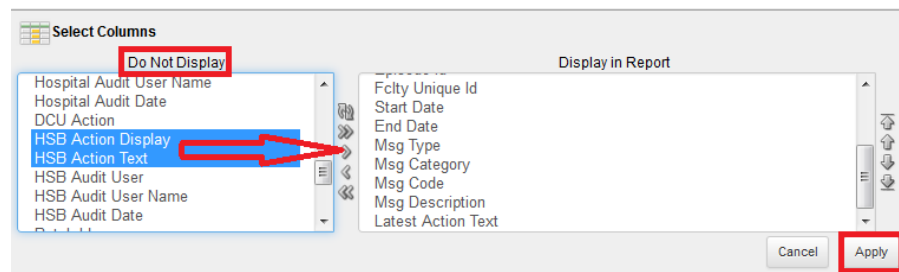 Select Columns
Do Not Display
Display in Report
Hospital Audit User Name
Hospital Audit Date
DCU Action
HSB Action Display
HSB Action Text
HSB Audit User
HSB Audit User Name
HSB Audit Date
Fclty Unique Id
Start Date
End Date
Msg Type
Msg Category
Msg Code
Msg Description
Latest Action Text
Cancel
Apply